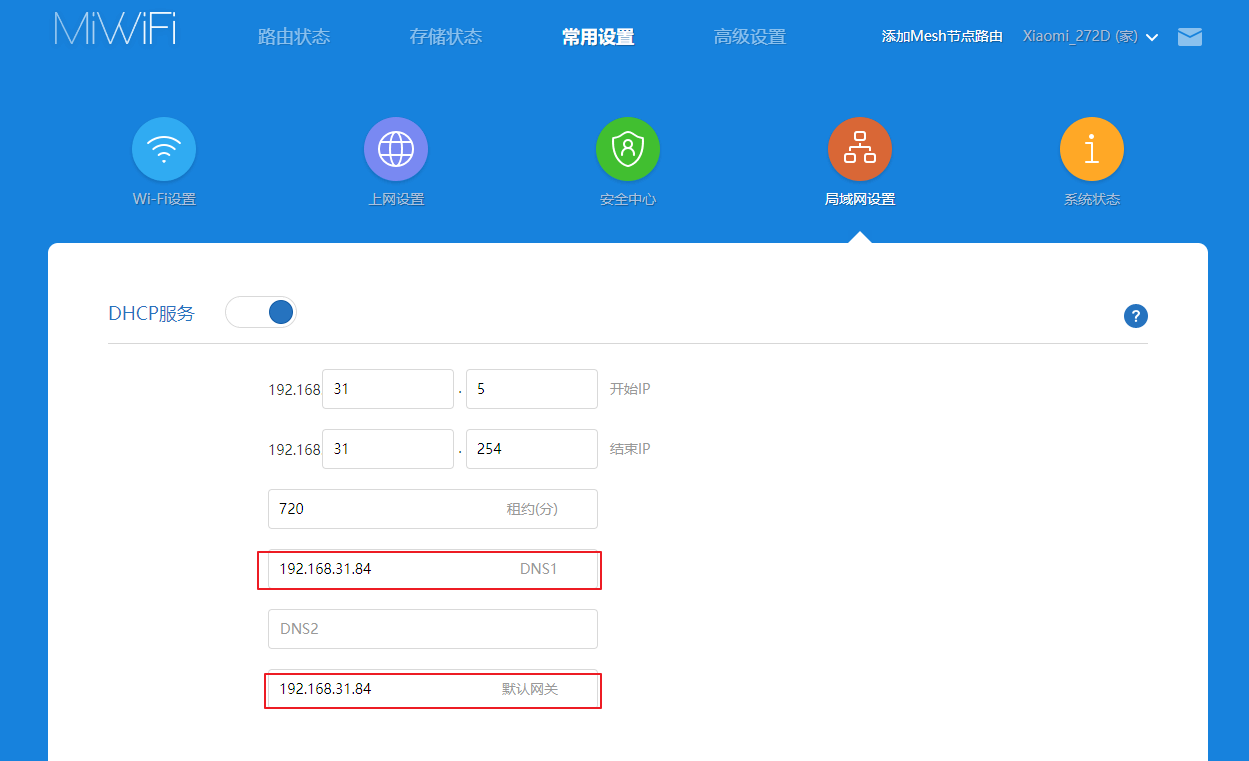 MiWiFi
路由状态 存储状态 常用设置 高级设置 添加Mesh节点路由 Xiaomi_272D (家)
Wi-Fi设置 上网设置 安全中心 局域网设置 系统状态
DHCP服务 ?
192.168 31 . 5 开始IP
192.168 31 . 254 结束IP
720 租约(分)
192.168.31.84 DNS1
DNS2
192.168.31.84 默认网关